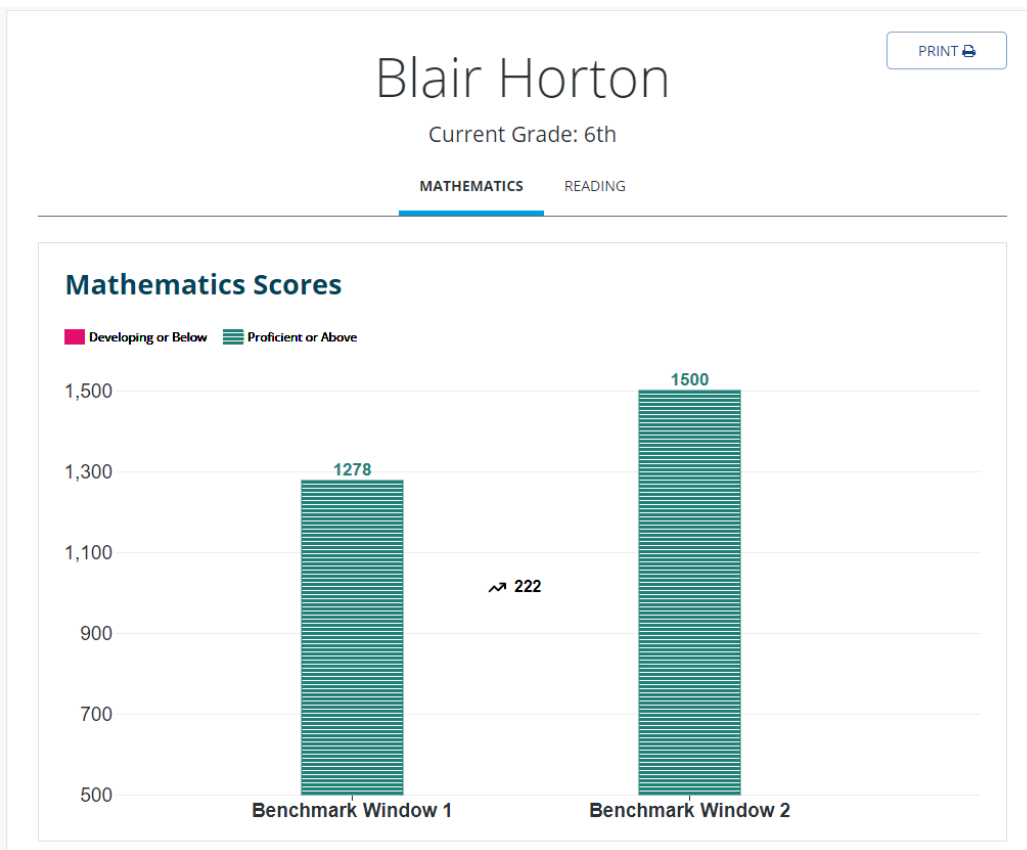 PRINT
Blair Horton
Current Grade: 6th
MATHEMATICS READING
Mathematics Scores
Developing or Below Proficient or Above
1500
1,500
1278
1,300
1,100
222
900
700
500
Benchmark Window 1 Benchmark Window 2